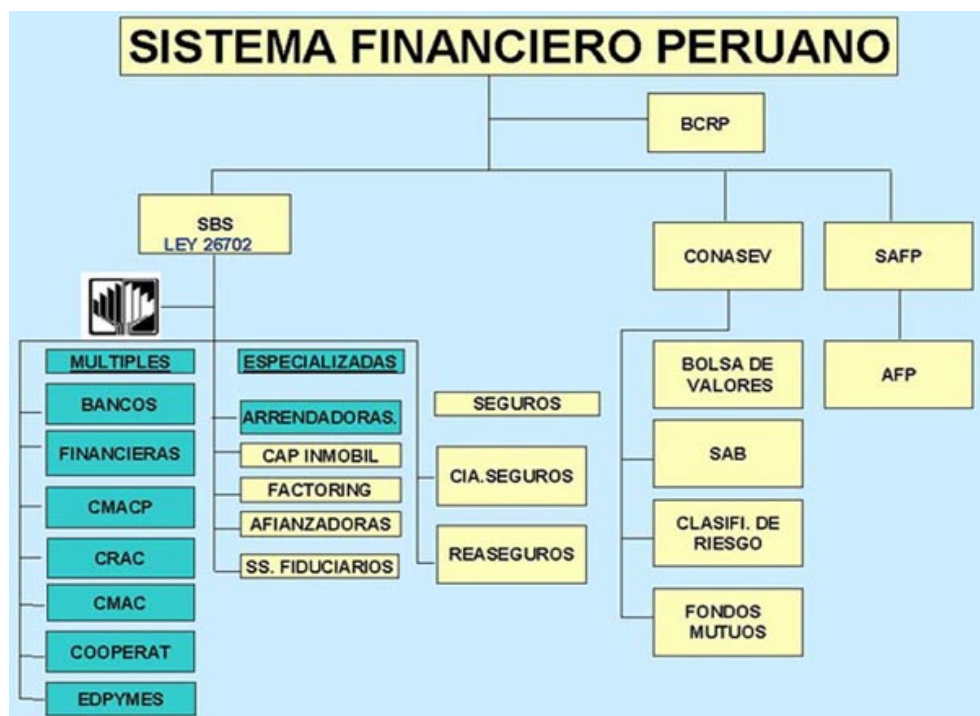 SISTEMA FINANCIERO PERUANO
BCRP
SBS
LEY 26702
CONASEV
SAFP
MULTIPLES
BANCOS
FINANCIERAS
CMACP
CRAC
CMAC
COOPERAT
EDPYMES
ESPECIALIZADAS
ARRENDADORAS.
CAP INMOBIL
FACTORING
AFIANZADORAS
SS. FIDUCIARIOS
SEGUROS
CIA.SEGUROS
REASEGUROS
BOLSA DE
VALORES
SAB
CLASIFI. DE
RIESGO
FONDOS
MUTUOS
AFP